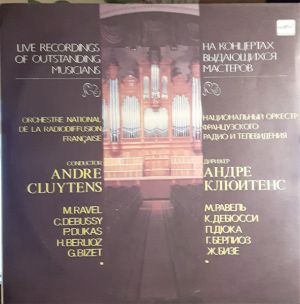 LIVE RECORDINGS
OF OUTSTANDING
MUSICIANS
ORCHESTRE NATIONAL
DE LA RADIODIFFUSION
FRANÇAISE
CONDUCTOR
ANDRE
CLUYTENS
M.RAVEL
C.DEBUSSY
P.DUKAS
H.BERLIOZ
G.BIZET
НА КОНЦЕРТАХ
ВЫДАЮЩИХСЯ
МАСТЕРОВ
НАЦИОНАЛЬНЫЙ ОРКЕСТР
ФРАНЦУЗСКОГО
РАДИО И ТЕЛЕВИДЕНИЯ
ДИРИЖЕР
АНДРЕ
КЛЮИТЕНС
М.РАВЕЛЬ
К.ДЕБЮССИ
П.ДЮКА
Г.БЕРЛИОЗ
Ж.БИЗЕ